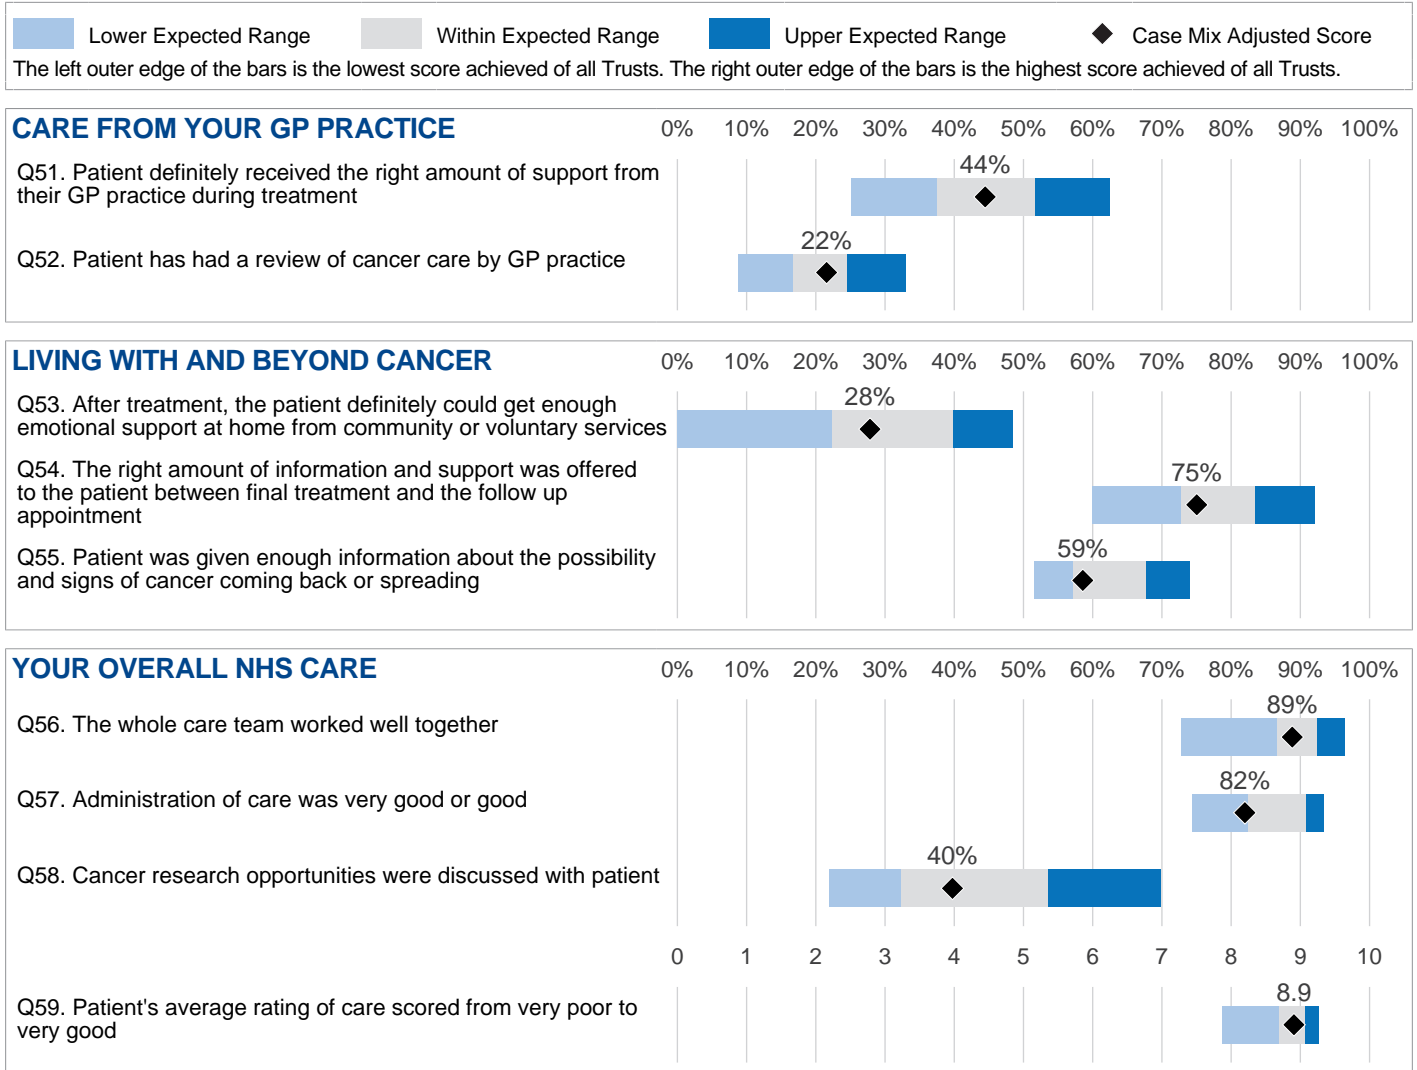 Lower Expected Range Within Expected Range Upper Expected Range Case Mix Adjusted Score
The left outer edge of the bars is the lowest score achieved of all Trusts. The right outer edge of the bars is the highest score achieved of all Trusts.
CARE FROM YOUR GP PRACTICE 0% 10% 20% 30% 40% 50% 60% 70% 80% 90% 100%
Q51. Patient definitely received the right amount of support from
their GP practice during treatment
44%
Q52. Patient has had a review of cancer care by GP practice
22%
LIVING WITH AND BEYOND CANCER 0% 10% 20% 30% 40% 50% 60% 70% 80% 90% 100%
Q53. After treatment, the patient definitely could get enough
emotional support at home from community or voluntary services
28%
Q54. The right amount of information and support was offered
to the patient between final treatment and the follow up
appointment
75%
Q55. Patient was given enough information about the possibility
and signs of cancer coming back or spreading
59%
YOUR OVERALL NHS CARE 0% 10% 20% 30% 40% 50% 60% 70% 80% 90% 100%
Q56. The whole care team worked well together
89%
Q57. Administration of care was very good or good
82%
Q58. Cancer research opportunities were discussed with patient
40%
0 1 2 3 4 5 6 7 8 9 10
Q59. Patient's average rating of care scored from very poor to
very good
8.9